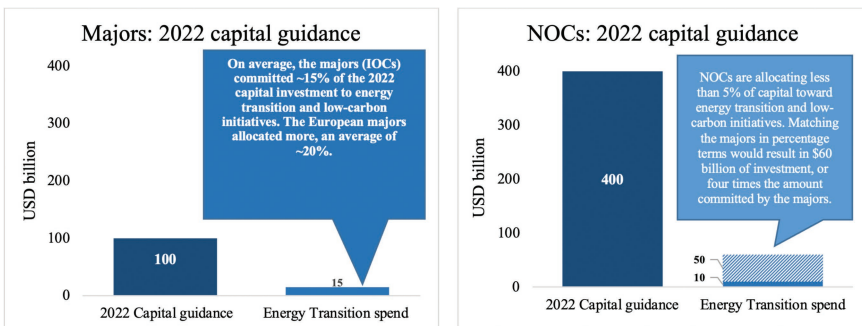 Majors: 2022 capital guidance
400
300
200
100
0
USD billion
On average, the majors (IOCs)
committed ~15% of the 2022
capital investment to energy
transition and low-carbon
initiatives. The European majors
allocated more, an average of
~20%.
100
15
2022 Capital guidance
Energy Transition spend
NOCs: 2022 capital guidance
400
300
200
100
0
USD billion
NOCs are allocating less
than 5% of capital toward
energy transition and low-
carbon initiatives. Matching
the majors in percentage
terms would result in $60
billion of investment, or
four times the amount
committed by the majors.
400
50
10
2022 Capital guidance
Energy Transition spend